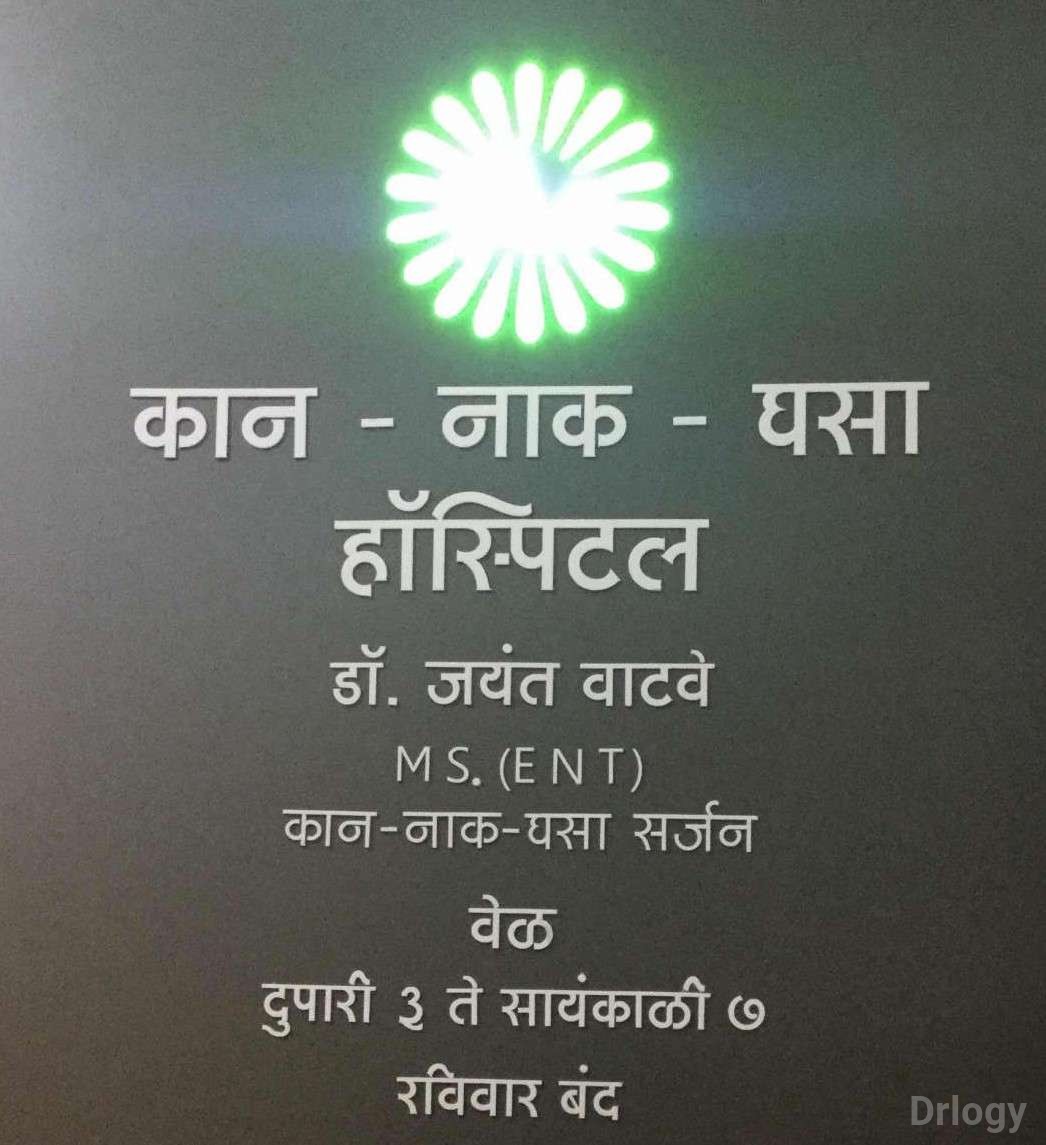 कान - नाक - घसा
हॉस्पिटल
डॉ. जयंत वाटवे
M S. (E N T)
कान-नाक-घसा सर्जन
वेळ
दुपारी ३ ते सायंकाळी ७
रविवार बंद
Drlogy